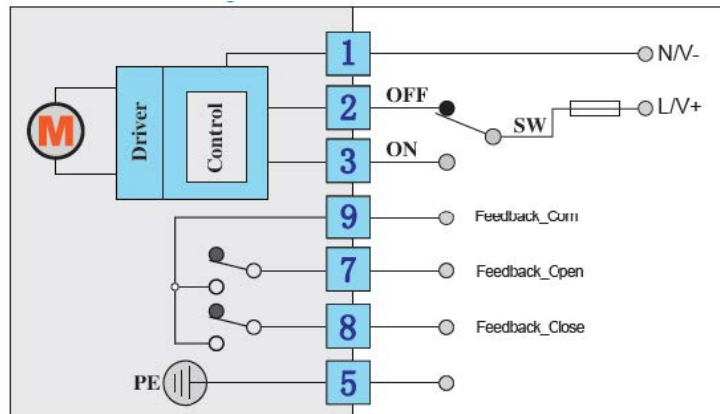 1
N/V-
2
OFF
L/V+
SW
3
ON
9
Feedback_Com
7
Feedback_Open
8
Feedback_Close
PE
5
M
Driver
Control